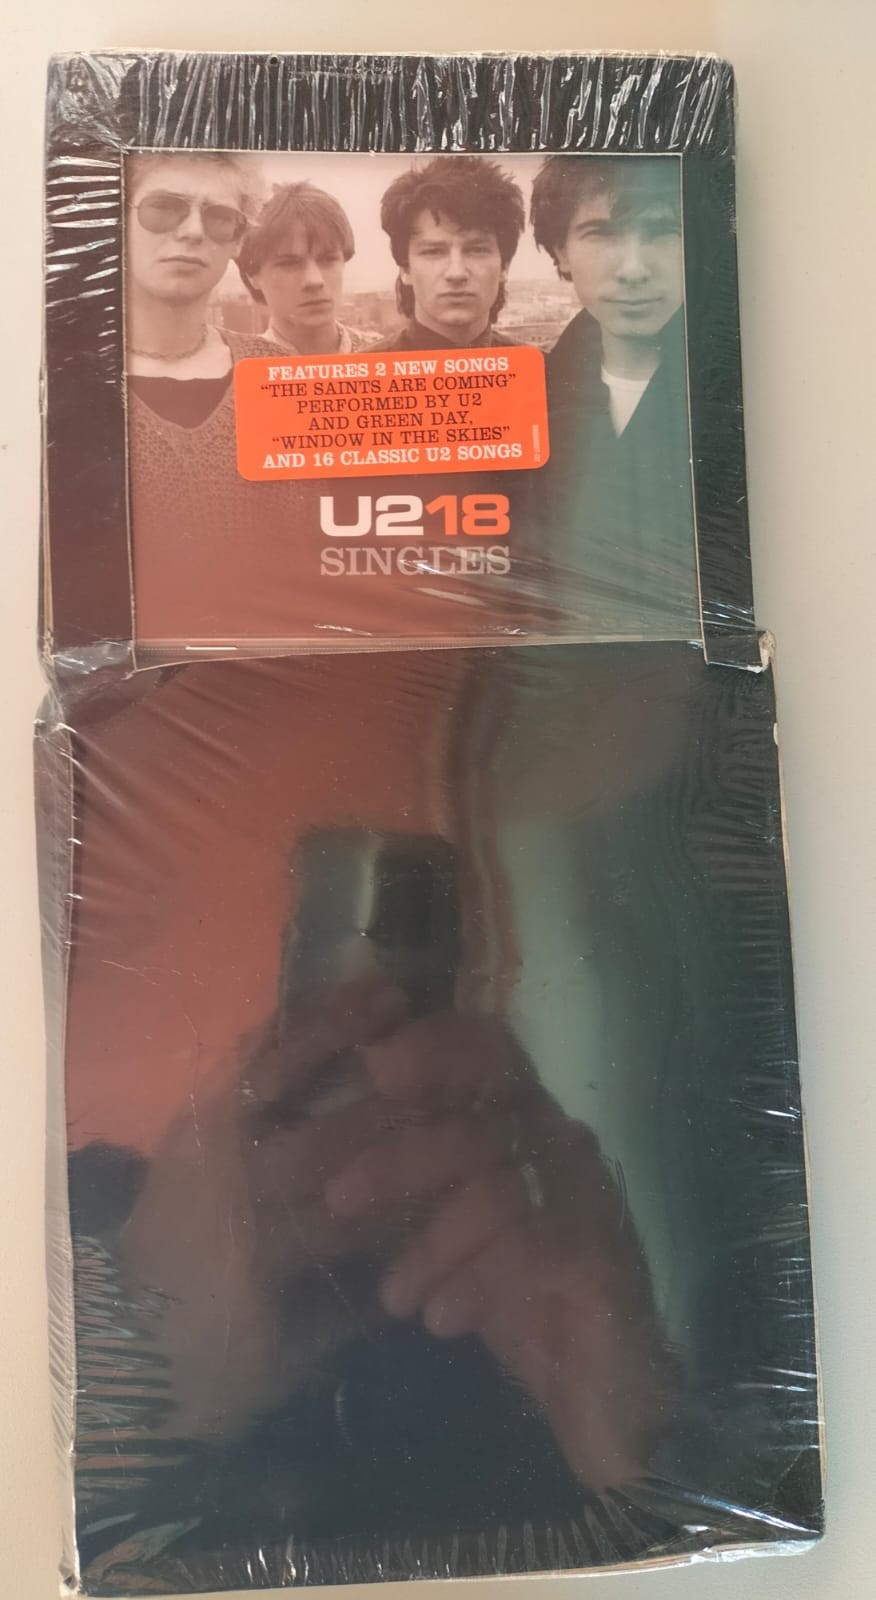 FEATURES 2 NEW SONGS
“THE SAINTS ARE COMING”
PERFORMED BY U2
AND GREEN DAY,
“WINDOW IN THE SKIES”
AND 16 CLASSIC U2 SONGS
U218
SINGLES